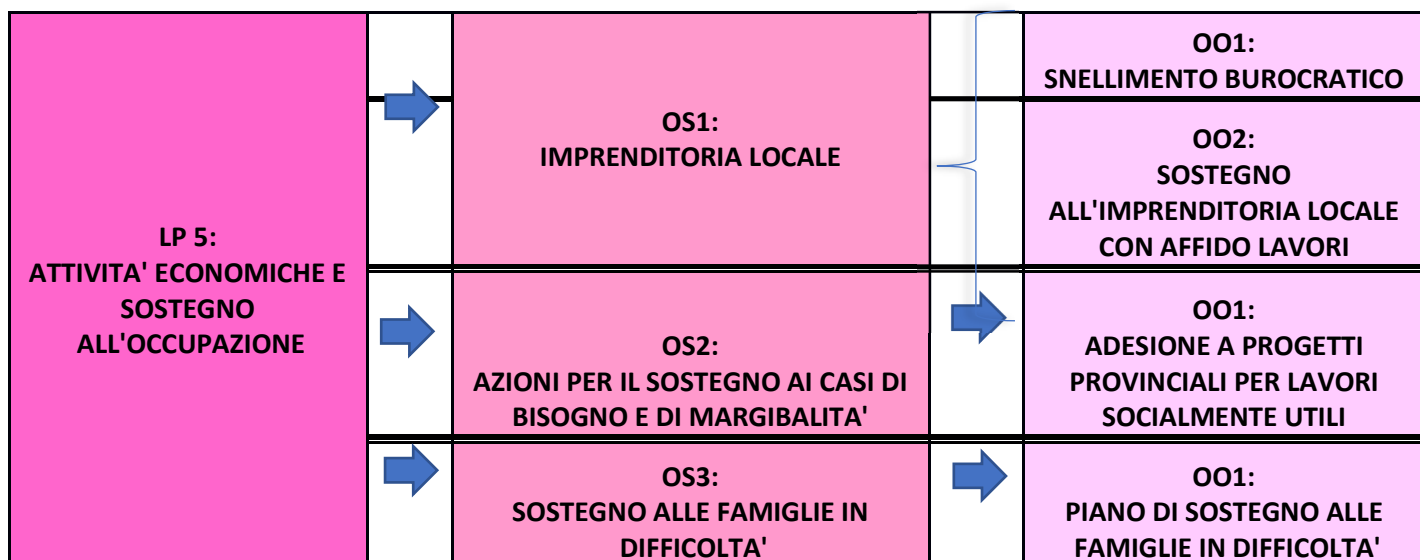 LP 5:
ATTIVITA' ECONOMICHE E
SOSTEGNO
ALL'OCCUPAZIONE
OS1:
IMPRENDITORIA LOCALE
OO1:
SNELLIMENTO BUROCRATICO
OO2:
SOSTEGNO
ALL'IMPRENDITORIA LOCALE
CON AFFIDO LAVORI
OS2:
AZIONI PER IL SOSTEGNO AI CASI DI
BISOGNO E DI MARGIBALITA'
OO1:
ADESIONE A PROGETTI
PROVINCIALI PER LAVORI
SOCIALMENTE UTILI
OS3:
SOSTEGNO ALLE FAMIGLIE IN
DIFFICOLTA'
OO1:
PIANO DI SOSTEGNO ALLE
FAMIGLIE IN DIFFICOLTA'